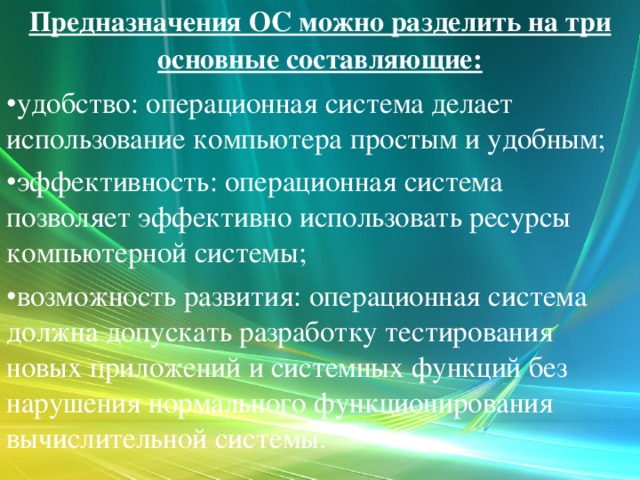 Предназначения ОС можно разделить на три
основные составляющие:
•удобство: операционная система делает
использование компьютера простым и удобным;
•эффективность: операционная система
позволяет эффективно использовать ресурсы
компьютерной системы;
•возможность развития: операционная система
должна допускать разработку тестирования
новых приложений и системных функций без
нарушения нормального функционирования
вычислительной системы.